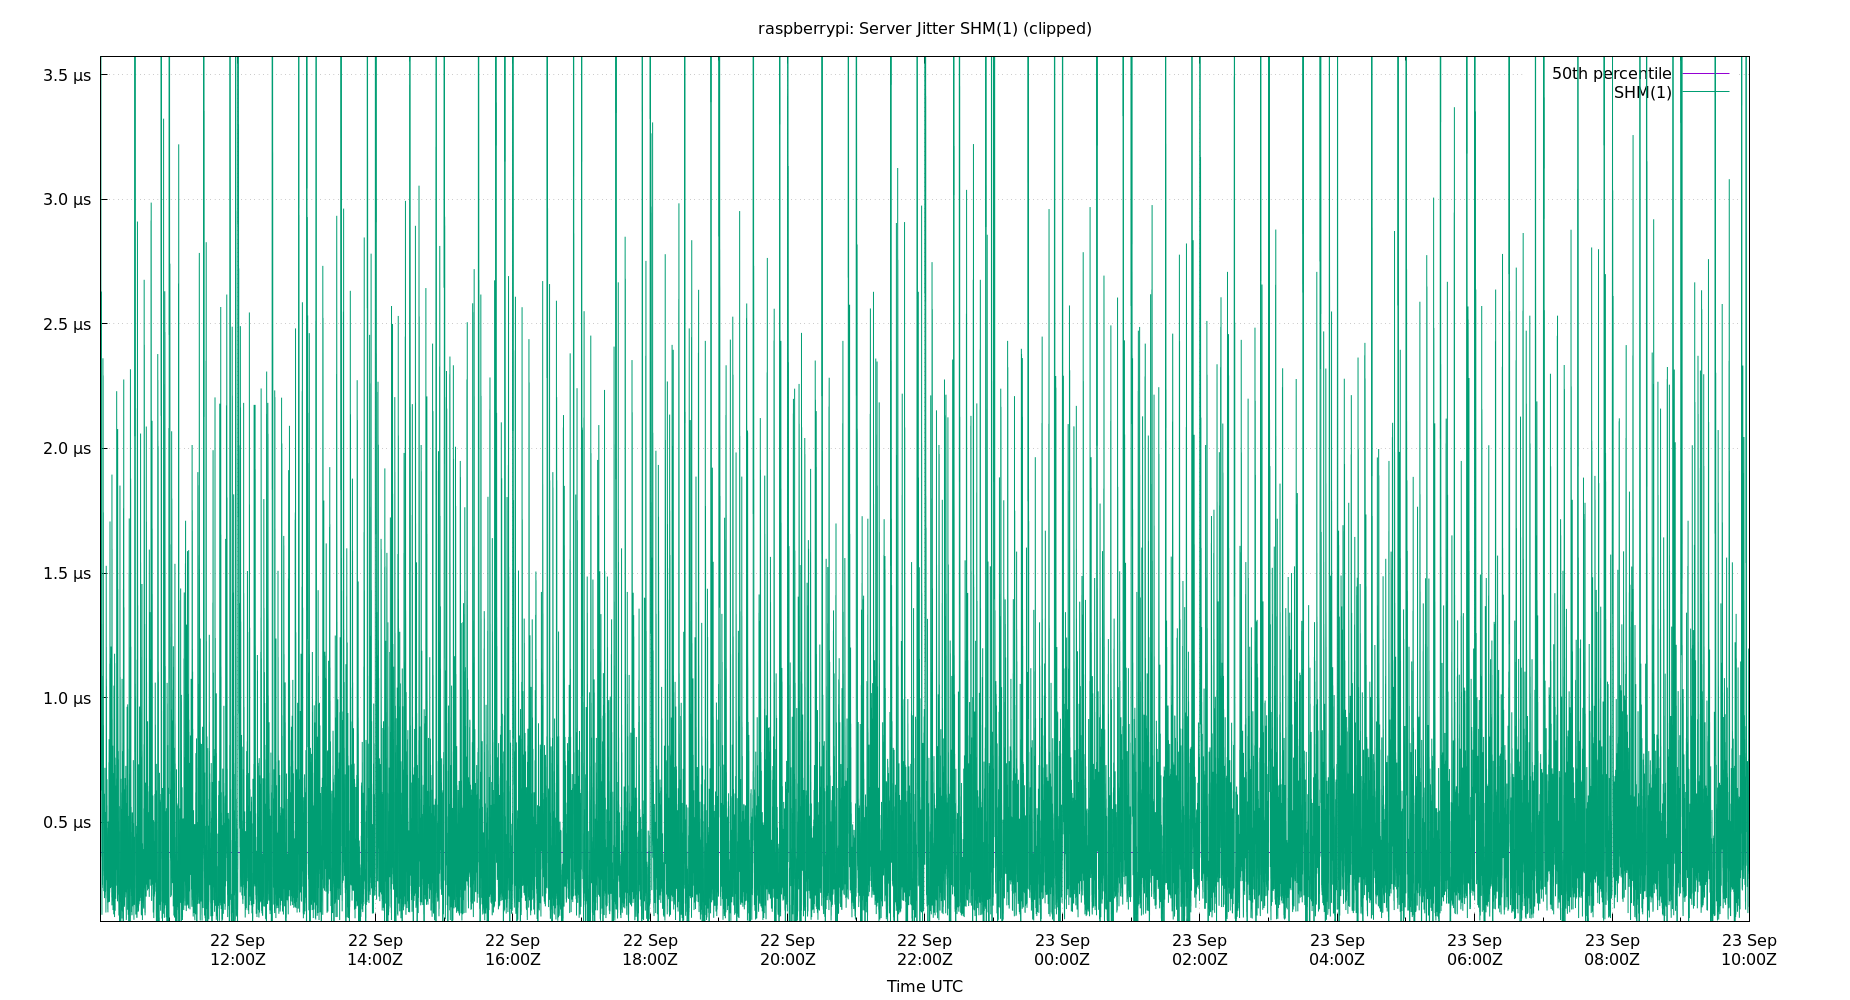 raspberrypi: Server Jitter SHM(1) (clipped)
3.5 µs
50th percentile
SHM(1)
3.0 µs
2.5 µs
2.0 µs
1.5 µs
1.0 µs
0.5 µs
22 Sep 22 Sep 22 Sep 22 Sep 22 Sep 22 Sep 23 Sep 23 Sep 23 Sep 23 Sep 23 Sep 23 Sep
12:00Z 14:00Z 16:00Z 18:00Z 20:00Z 22:00Z 00:00Z 02:00Z 04:00Z 06:00Z 08:00Z 10:00Z
Time UTC